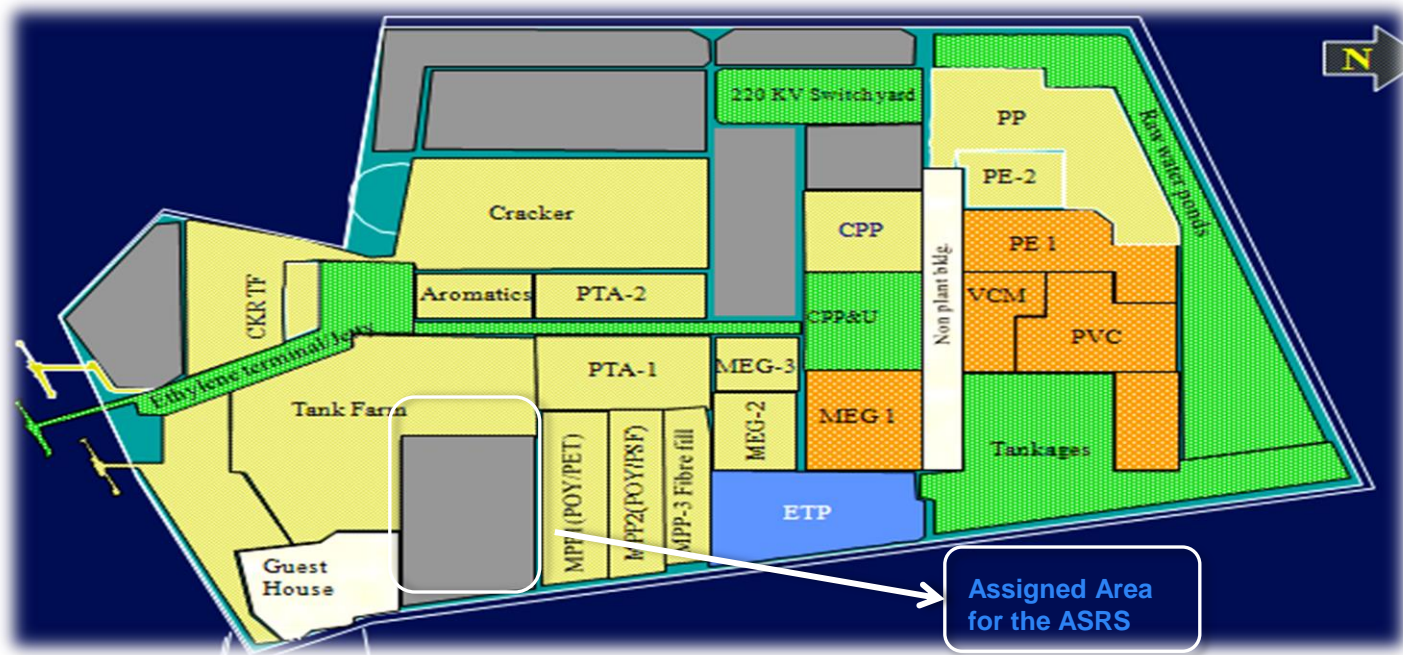 N
220 KV Switchyard
PP
Raw water ponds
PE-2
Cracker
CPP
PE 1
Non plant bldg.
CKR TF
Aromatics
PTA-2
VCM
CPP&U
PVC
Ethylene terminal Jetty
PTA-1
MEG-3
Tank Farm
MEG-2
MEG 1
MPP1(POY/PET)
MPP2(POY/PSF)
MPP-3 Fibre fill
Tankages
ETP
Guest
House
Assigned Area
for the ASRS